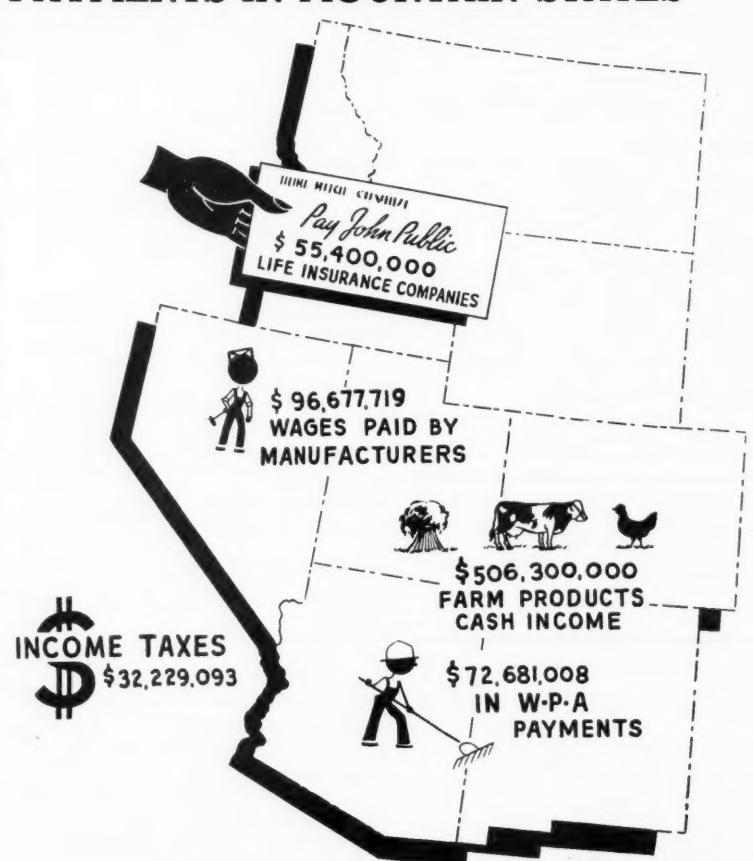 PAYMENTS IN MOUNTAIN STATES
Pay John Public
$ 55,400,000
LIFE INSURANCE COMPANIES
$ 96,677,719
WAGES PAID BY
MANUFACTURERS
$506,300,000
FARM PRODUCTS
CASH INCOME
INCOME TAXES
$32,229,093
$72,681,008
IN W·P·A
PAYMENTS